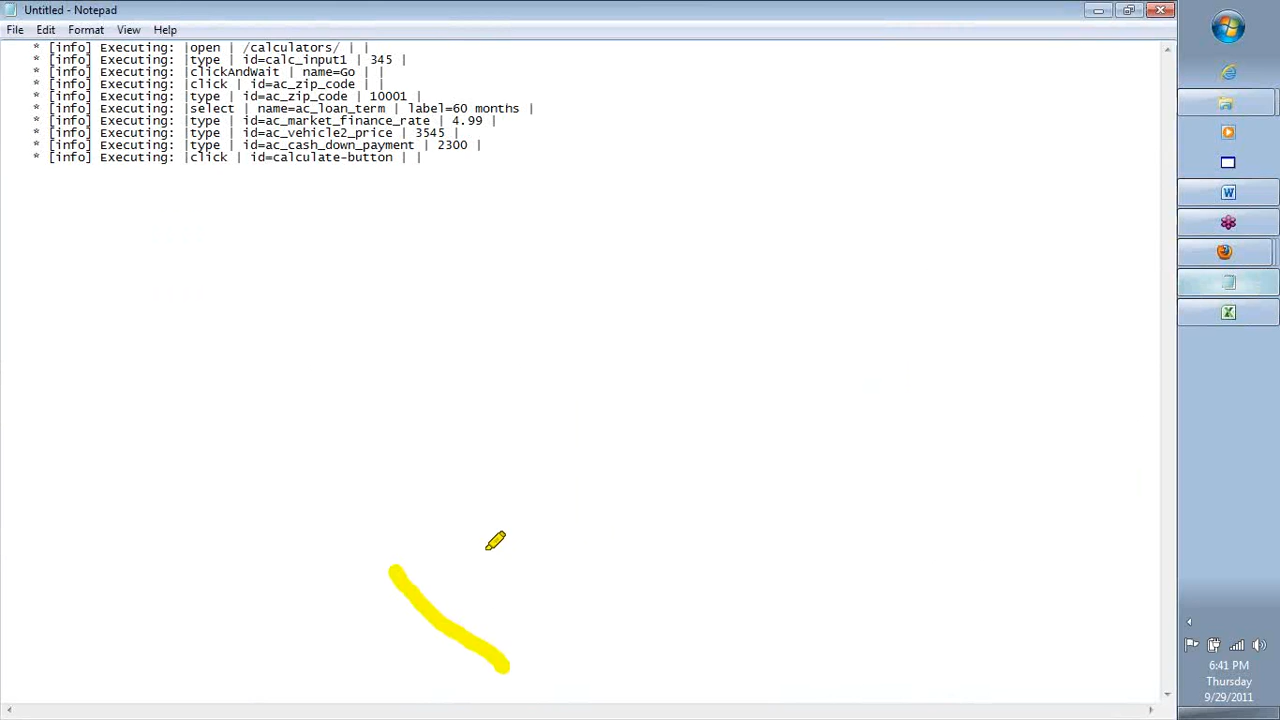 Untitled - Notepad
File Edit Format View Help
* [info] Executing: |open | /calculators/ | |
* [info] Executing: |type | id=calc_input1 | 345 |
* [info] Executing: |clickAndWait | name=Go | |
* [info] Executing: |click | id=ac_zip_code | |
* [info] Executing: |type | id=ac_zip_code | 10001 |
* [info] Executing: |select | name=ac_loan_term | label=60 months |
* [info] Executing: |type | id=ac_market_finance_rate | 4.99 |
* [info] Executing: |type | id=ac_vehicle2_price | 3545 |
* [info] Executing: |type | id=ac_cash_down_payment | 2300 |
* [info] Executing: |click | id=calculate-button | |
6:41 PM
Thursday
9/29/2011